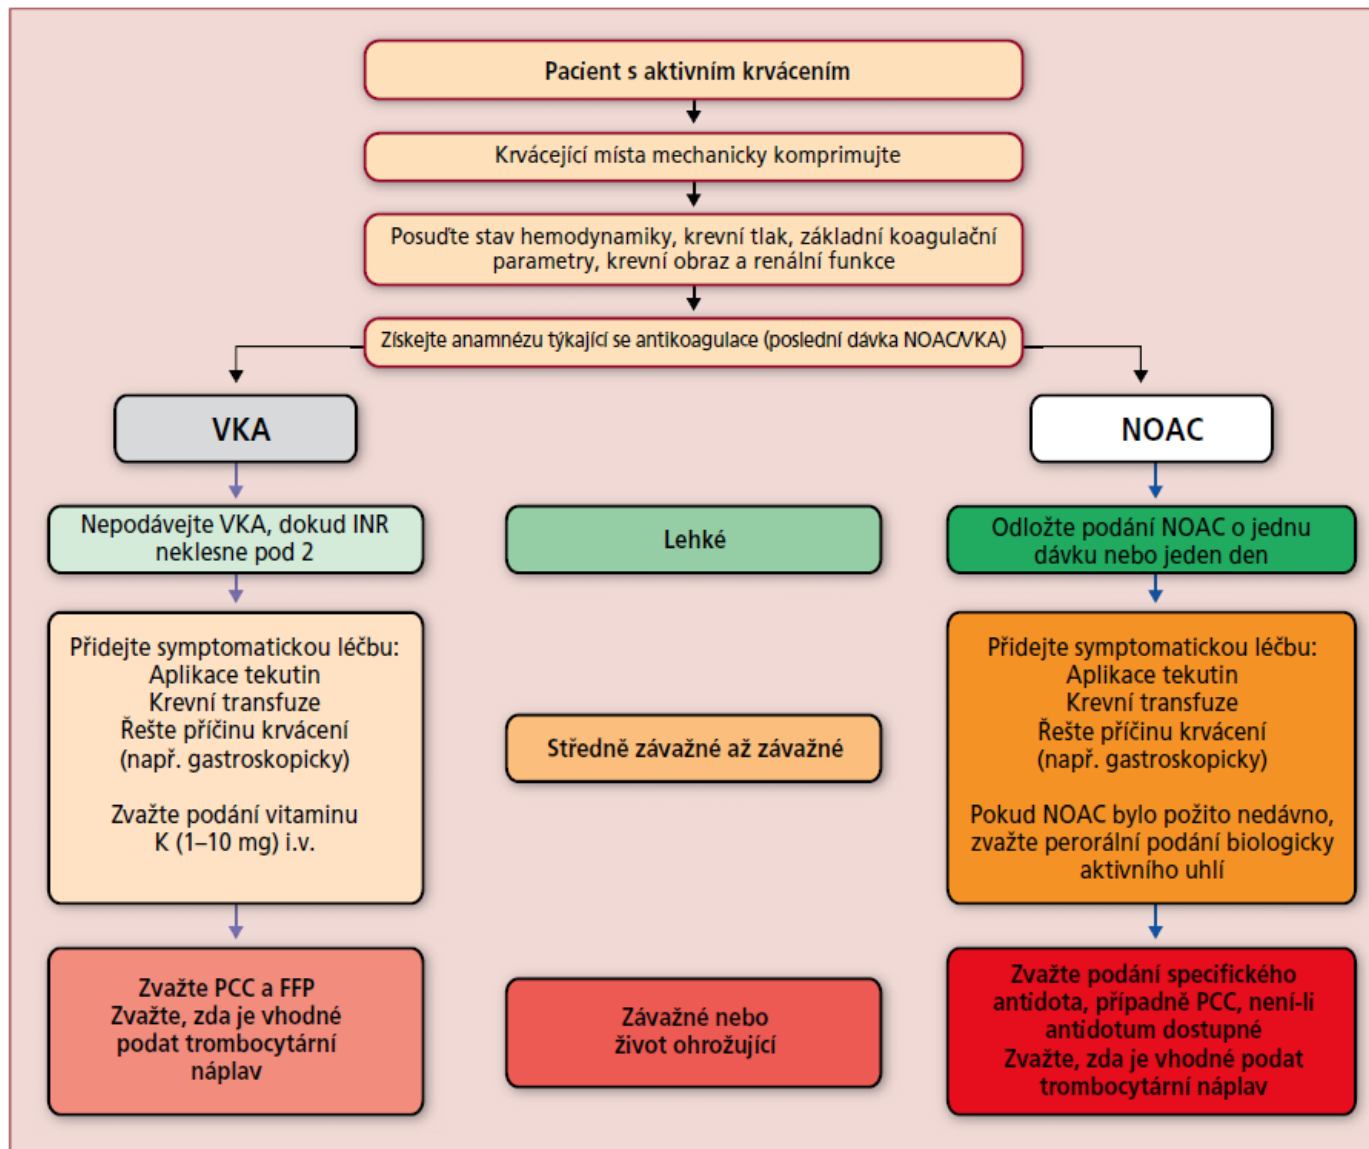 Pacient s aktivním krvácením
Krvácející místa mechanicky komprimujte
Posuďte stav hemodynamiky, krevní tlak, základní koagulační
parametry, krevní obraz a renální funkce
Získejte anamnézu týkající se antikoagulace (poslední dávka NOAC/VKA)
VKA
NOAC
Nepodávejte VKA, dokud INR
neklesne pod 2
Lehké
Odložte podání NOAC o jednu
dávku nebo jeden den
Přidejte symptomatickou léčbu:
Aplikace tekutin
Krevní transfuze
Řešte příčinu krvácení
(např. gastroskopicky)
Zvažte podání vitaminu
K (1–10 mg) i.v.
Středně závažné až závažné
Přidejte symptomatickou léčbu:
Aplikace tekutin
Krevní transfuze
Řešte příčinu krvácení
(např. gastroskopicky)
Pokud NOAC bylo požito nedávno,
zvažte perorální podání biologicky
aktivního uhlí
Zvažte PCC a FFP
Zvažte, zda je vhodné
podat trombocytární
náplav
Závažné nebo
život ohrožující
Zvažte podání specifického
antidota, případně PCC, není-li
antidotum dostupné
Zvažte, zda je vhodné podat
trombocytární náplav